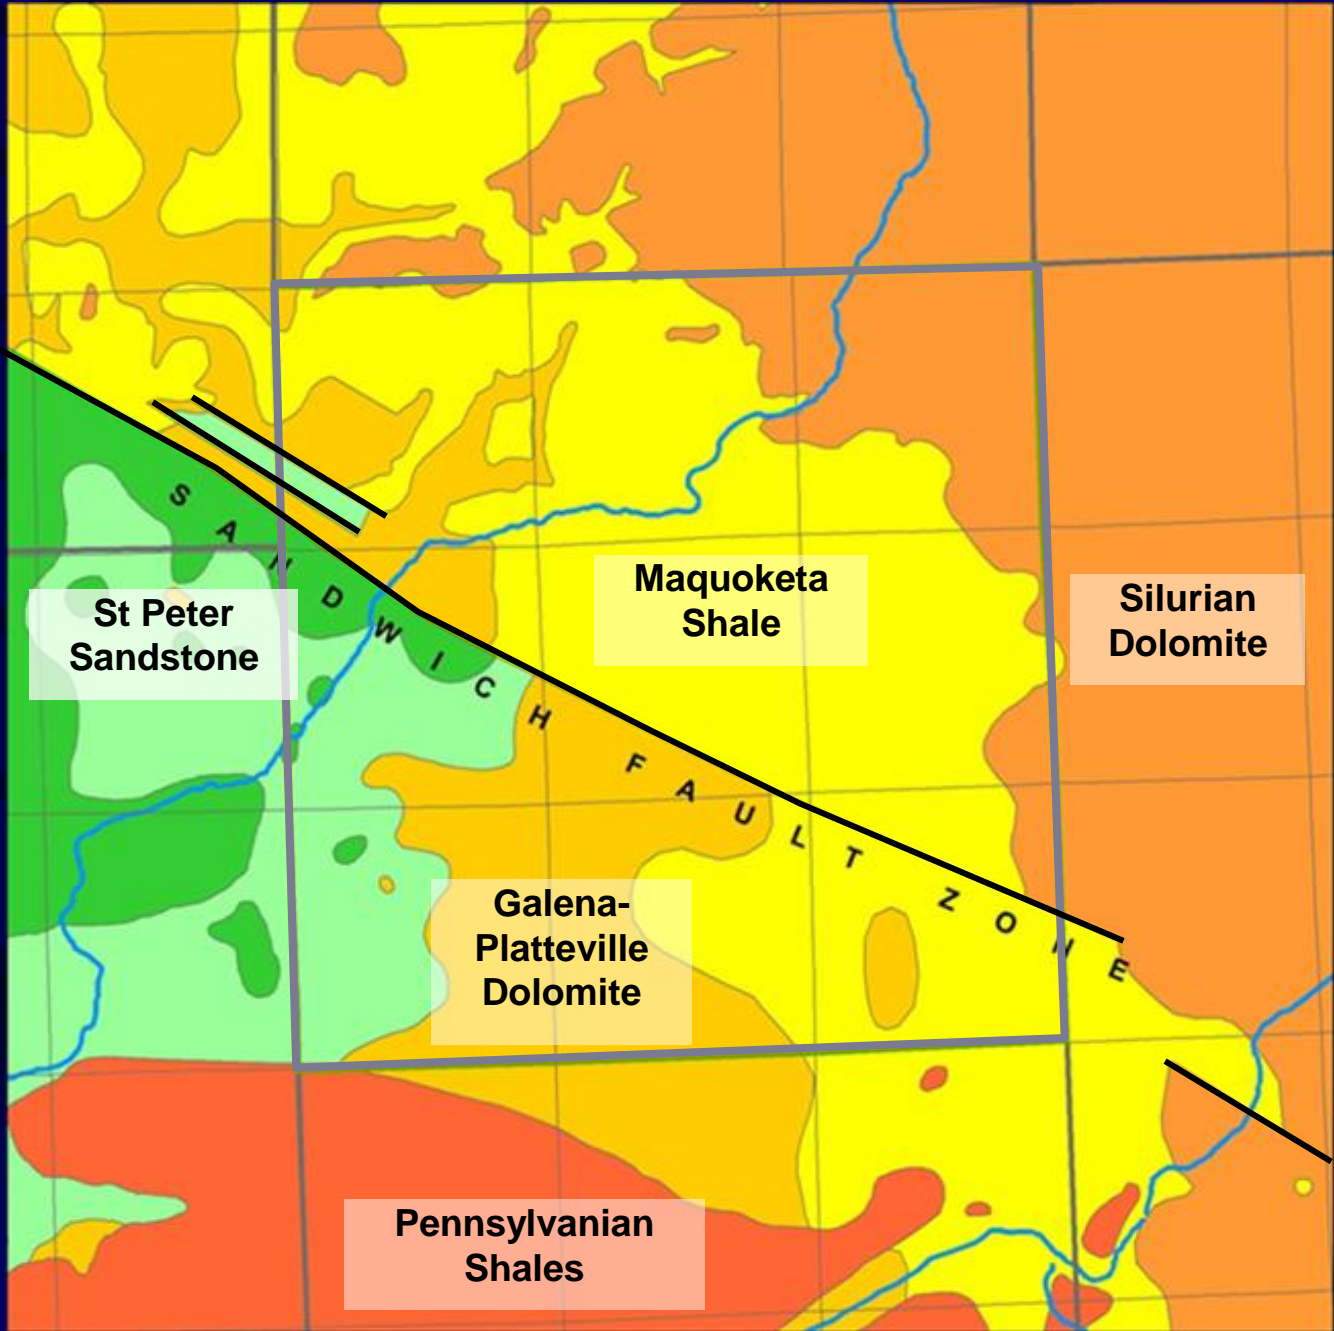 SANDWICH FAULT ZONE
Maquoketa
Shale
Silurian
Dolomite
St Peter
Sandstone
Galena-
Platteville
Dolomite
Pennsylvanian
Shales